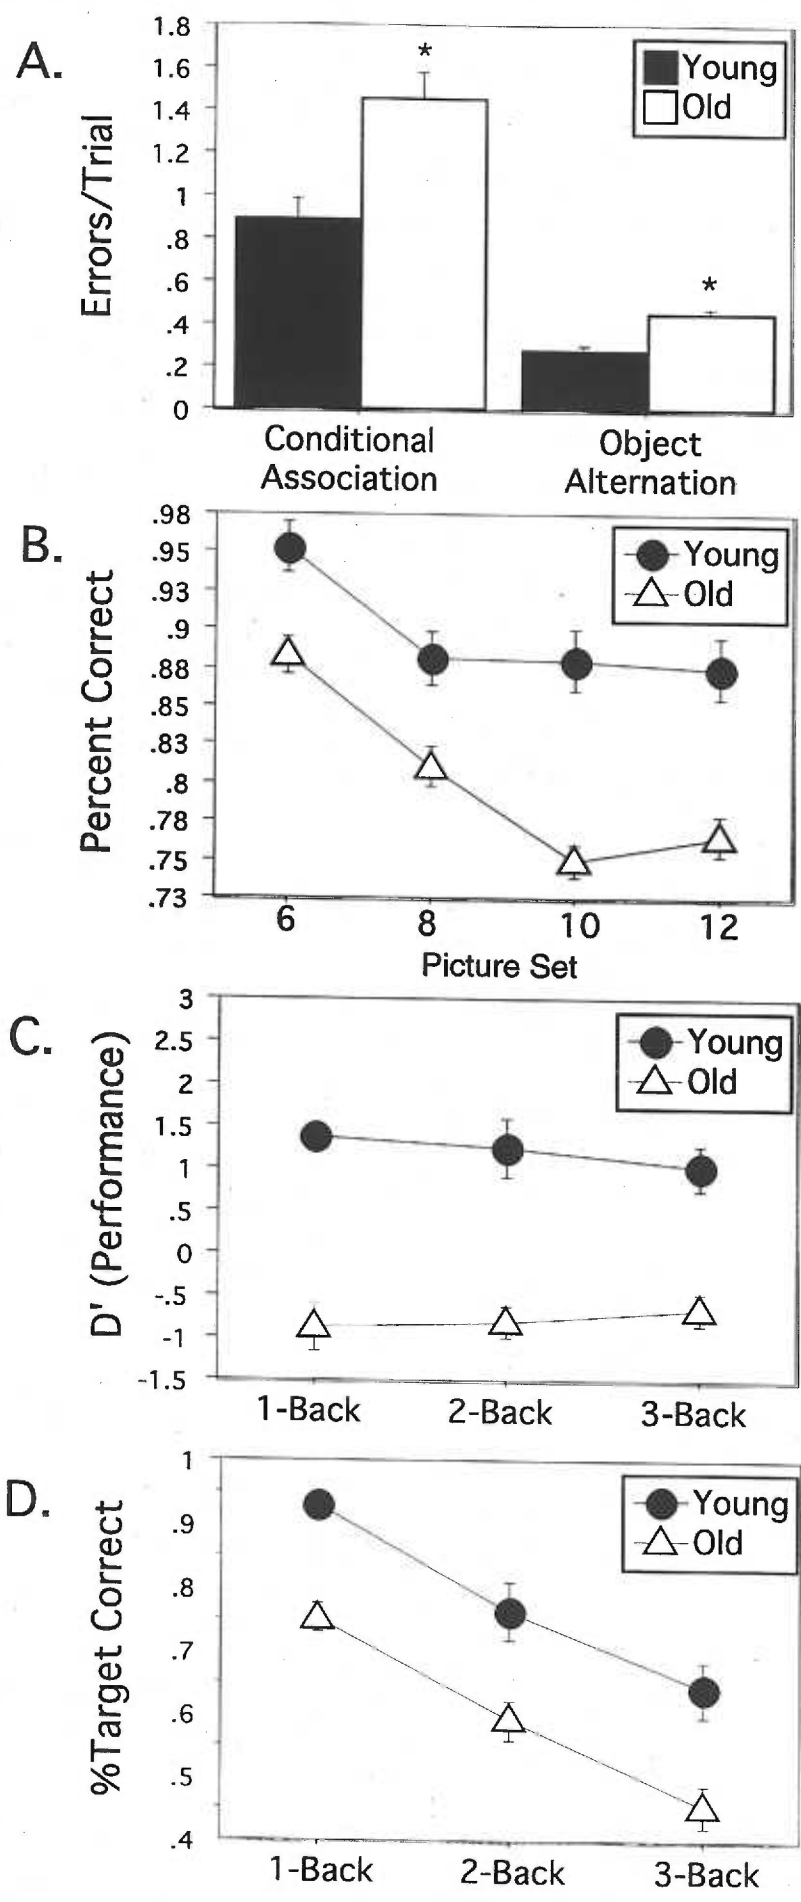 A.
Errors/Trial
1.8
1.6
1.4
1.2
1
.8
.6
.4
.2
0
*
*
Young
Old
Conditional
Association
Object
Alternation
B.
Percent Correct
.98
.95
.93
.9
.88
.85
.83
.8
.78
.75
.73
Young
Old
6 8 10 12
Picture Set
C.
D' (Performance)
3
2.5
2
1.5
1
.5
0
-.5
-1
-1.5
Young
Old
1-Back 2-Back 3-Back
D.
%Target Correct
1
.9
.8
.7
.6
.5
.4
Young
Old
1-Back 2-Back 3-Back